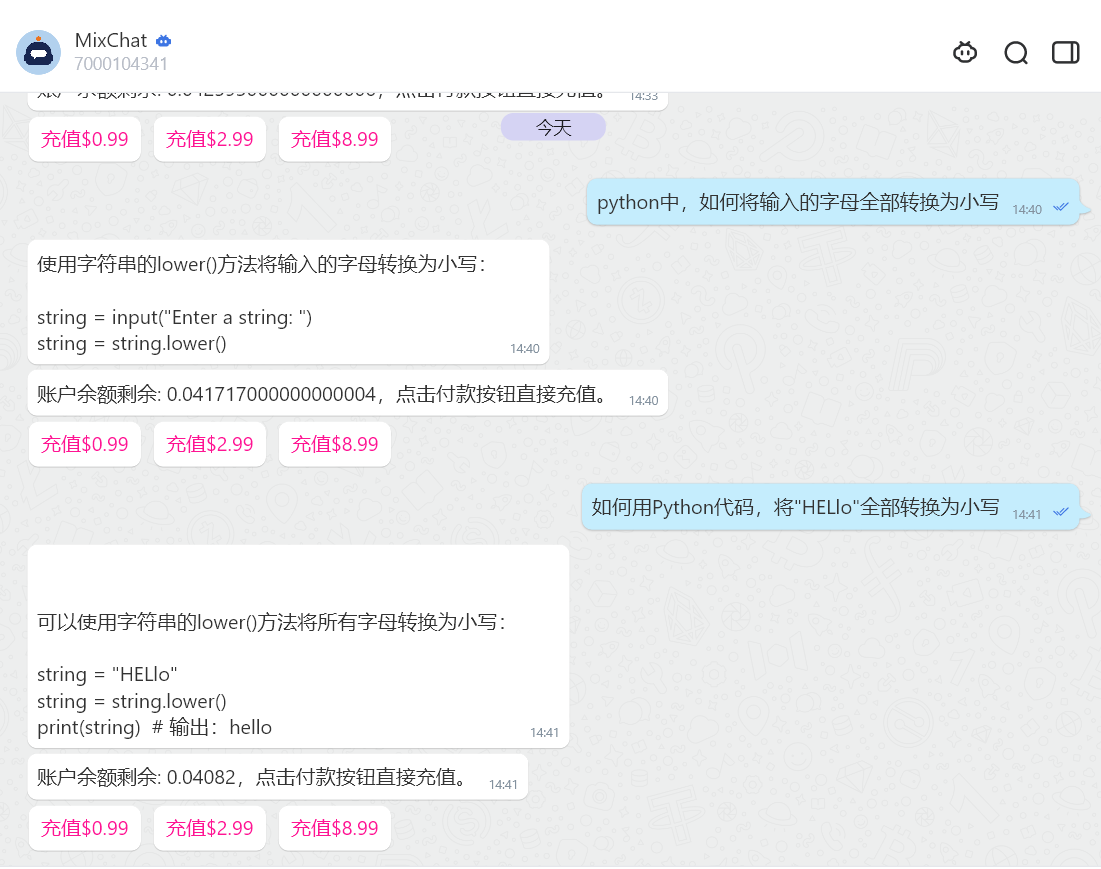 MixChat
7000104341
14:33
充值$0.99 充值$2.99 充值$8.99
今天
python中，如何将输入的字母全部转换为小写 14:40
使用字符串的lower()方法将输入的字母转换为小写：
string = input("Enter a string: ")
string = string.lower()
14:40
账户余额剩余: 0.041717000000000004，点击付款按钮直接充值。 14:40
充值$0.99 充值$2.99 充值$8.99
如何用Python代码，将"HELlo"全部转换为小写 14:41
可以使用字符串的lower()方法将所有字母转换为小写：
string = "HELlo"
string = string.lower()
print(string)  # 输出：hello
14:41
账户余额剩余: 0.04082，点击付款按钮直接充值。 14:41
充值$0.99 充值$2.99 充值$8.99